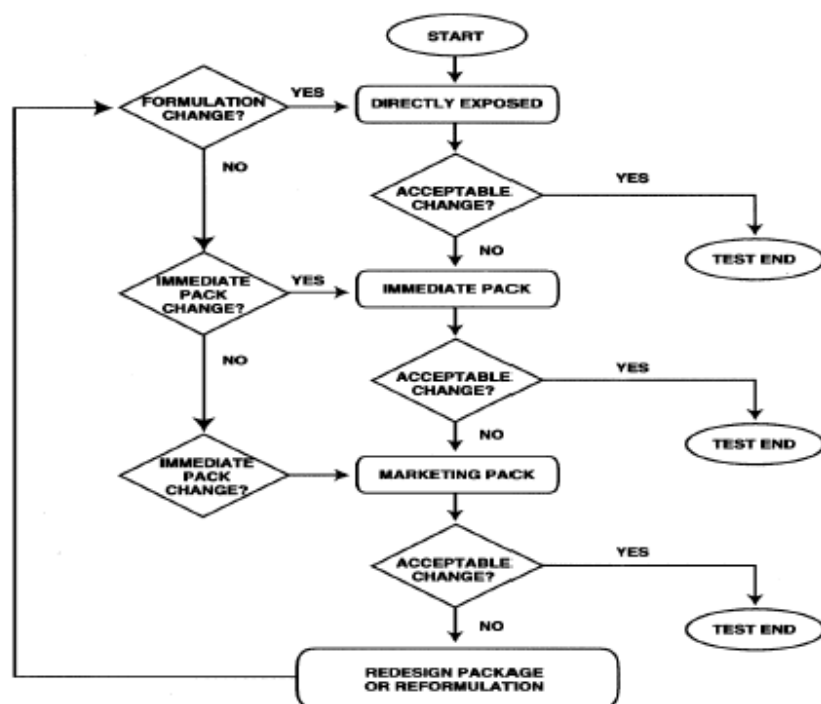 START
FORMULATION
CHANGE?
YES
DIRECTLY EXPOSED
NO
ACCEPTABLE.
CHANGE?
YES
NO
TEST END
IMMEDIATE
PACK
CHANGE?
YES
IMMEDIATE PACK
NO
ACCEPTABLE.
CHANGE?
YES
NO
TEST END
IMMEDIATE
PACK
CHANGE?
MARKETING PACK
ACCEPTABLE.
CHANGE?
YES
NO
TEST END
REDESIGN PACKAGE
OR REFORMULATION